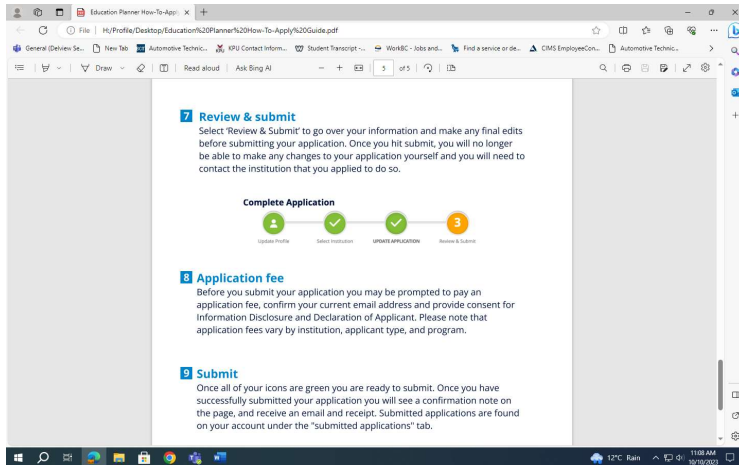 Education Planner How-To-Appl
File | H:/Profile/Desktop/Education%20Planner%20How-To-Apply%20Guide.pdf
General (Delview Se...
New Tab
Automotive Technic...
KPU Contact Inform...
Student Transcript -...
WorkBC - Jobs and...
Find a service or de...
CIMS EmployeeCon...
Automotive Technic...
Draw
Read aloud
Ask Bing AI
5 of 5
7 Review & submit
Select 'Review & Submit' to go over your information and make any final edits
before submitting your application. Once you hit submit, you will no longer
be able to make any changes to your application yourself and you will need to
contact the institution that you applied to do so.
Complete Application
3
Update Profile
Select Institution
UPDATE APPLICATION
Review & Submit
8 Application fee
Before you submit your application you may be prompted to pay an
application fee, confirm your current email address and provide consent for
Information Disclosure and Declaration of Applicant. Please note that
application fees vary by institution, applicant type, and program.
9 Submit
Once all of your icons are green you are ready to submit. Once you have
successfully submitted your application you will see a confirmation note on
the page, and receive an email and receipt. Submitted applications are found
on your account under the "submitted applications" tab.
12°C Rain
11:08 AM
10/10/2023